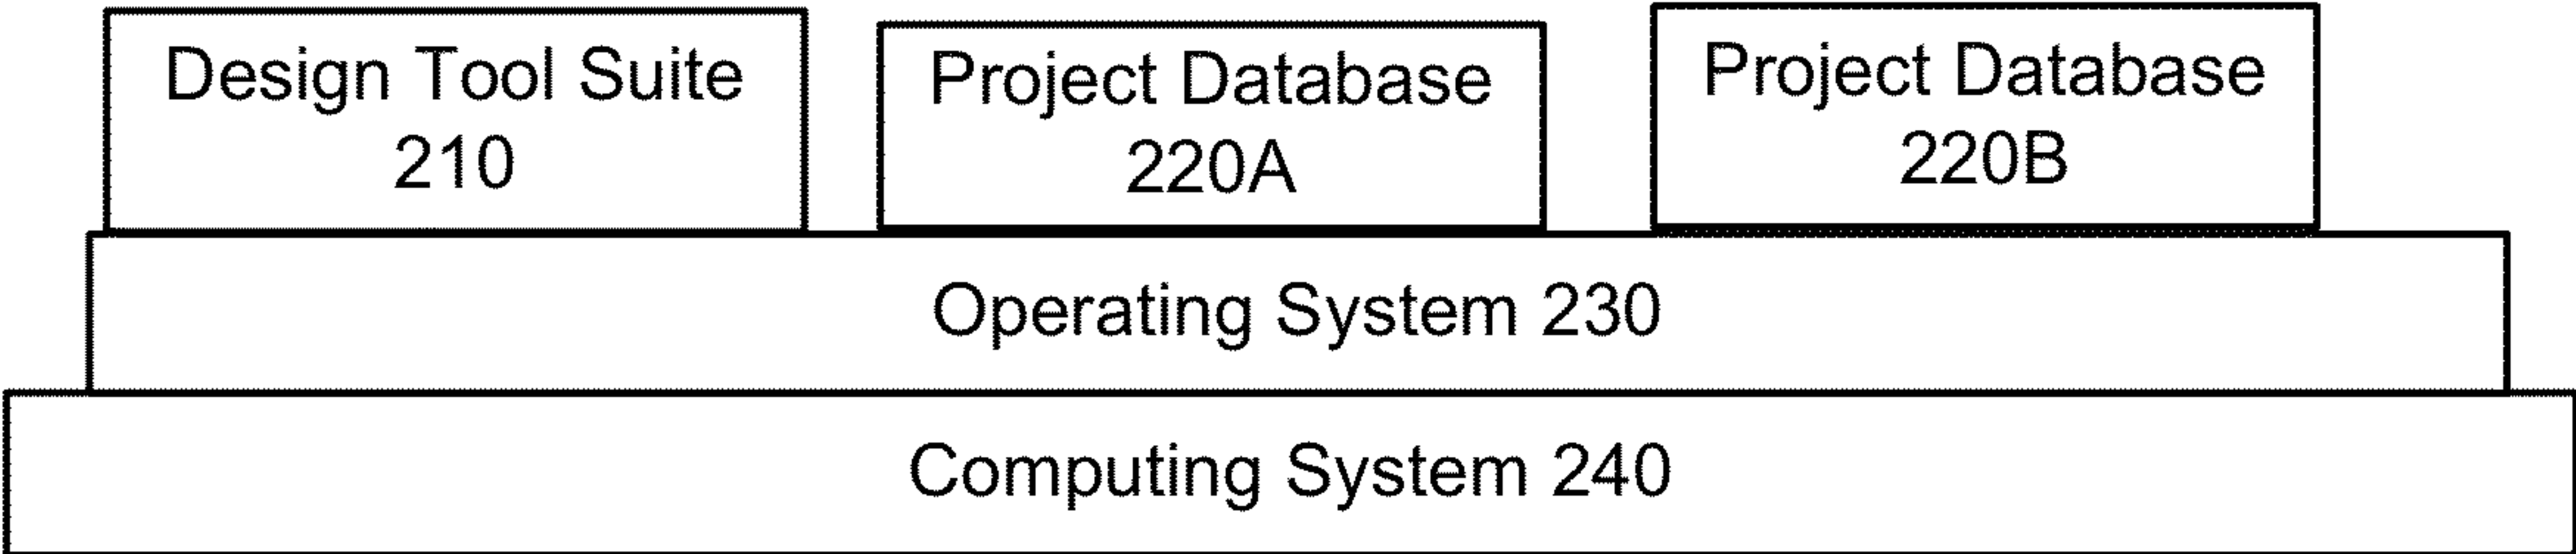 Design Tool Suite
210
Project Database
220A
Project Database
220B
Operating System 230
Computing System 240